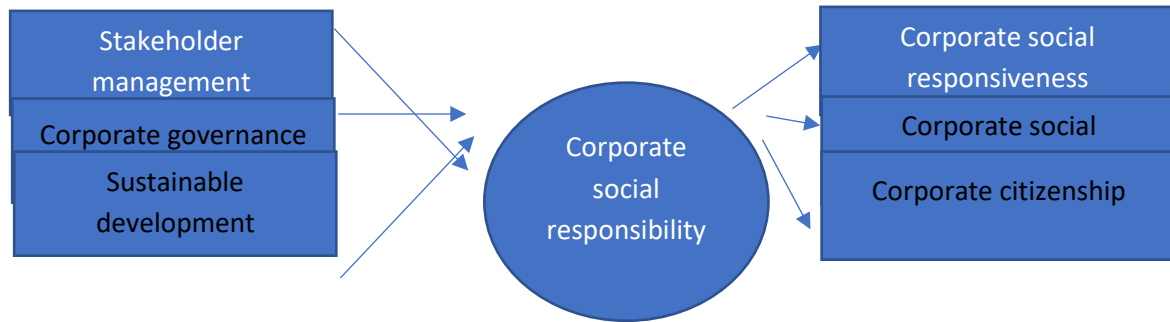 Stakeholder
management
Corporate governance
Sustainable
development
Corporate
social
responsibility
Corporate social
responsiveness
Corporate social
Corporate citizenship